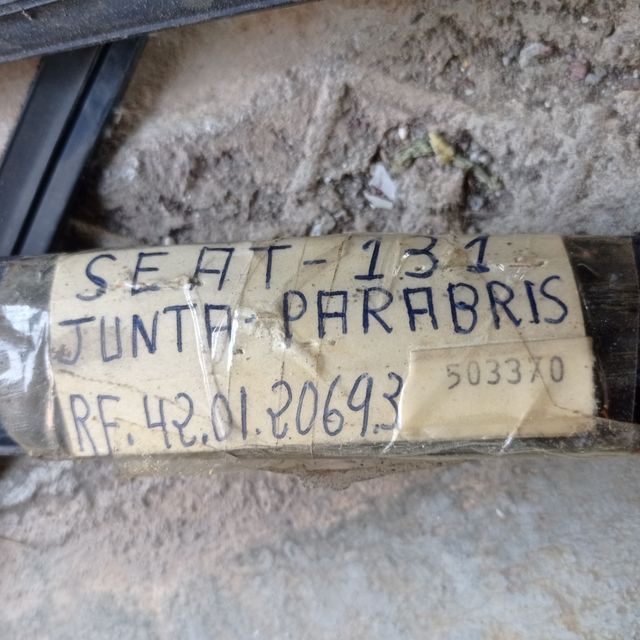 SEAT-131
JUNTA PARABRIS
RF.42.01.20693
503370